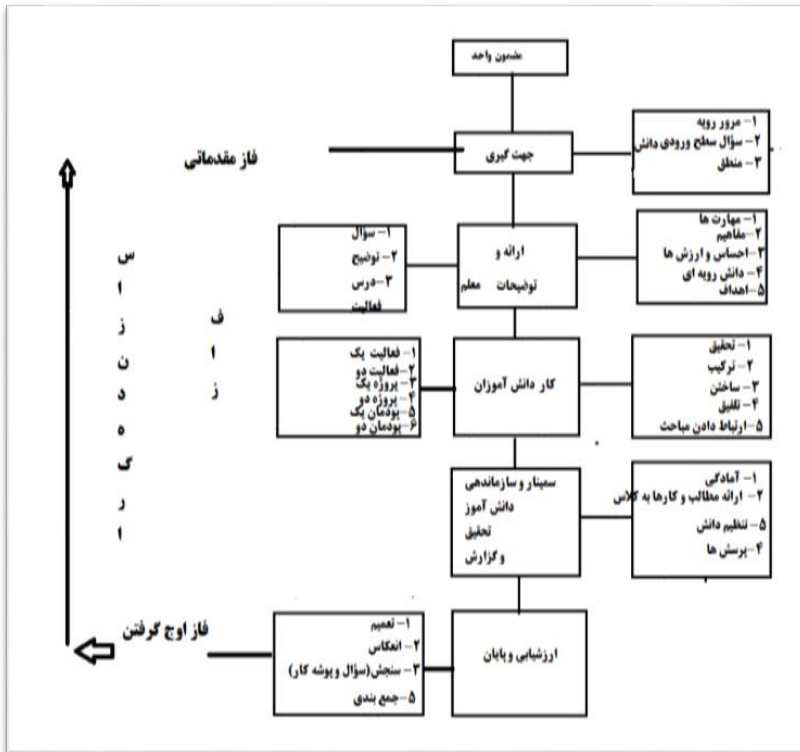 مضمون واحد
۱- مرور رویه
۲- سؤال سطح ورودی دانش
۳- منطق
جهت گیری
فاز مقدماتی
۱- مهارت ها
۲-مفاهیم
۳-احساس و ارزش ها
۴- دانش رویه ای
۵-اهداف
ارائه و
توضیحات معلم
۱- سؤال
۲- توضیح
۳-درس
فعالیت
فاز
سازنده گرا
۱-تحقیق
۲- ترکیب
۳- ساختن
۴- تلفیق
۵-ارتباط دادن مباحث
کار دانش آموزان
۱- فعالیت یک
۲-فعالیت دو
۳- پروژه یک
۴- پروژه دو
۵- پودمان یک
۶-پودمان دو
۱- آمادگی
۲- ارائه مطالب و کارها به کلاس
۵- تنظیم دانش
۴-پرسش ها
سمینار و سازماندهی
دانش آموز
تحقیق
و گزارش
ارزشیابی و پایان
۱-تعمیم
۲- انعکاس
۳- سنجش(سؤال و پوشه کار)
۵-جمع بندی
فاز اوج گرفتن